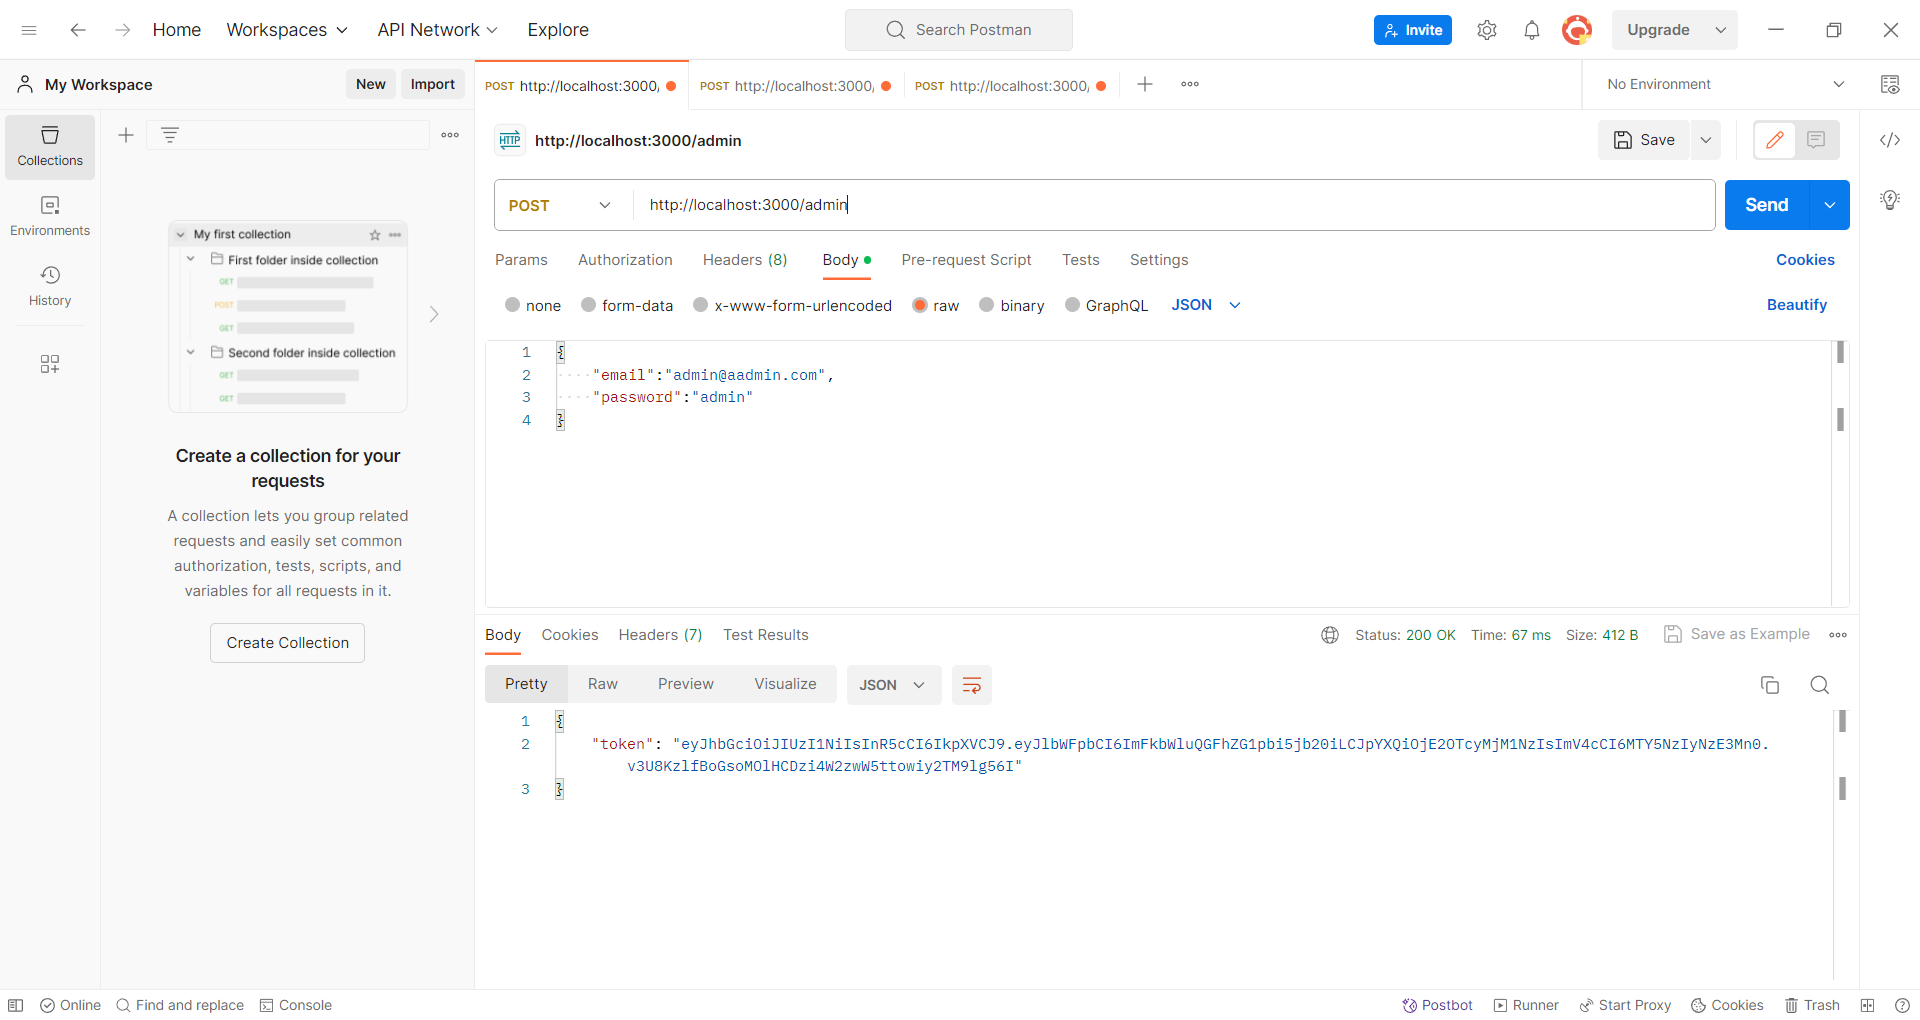 Home Workspaces API Network Explore Search Postman Invite Upgrade
My Workspace New Import POST http://localhost:3000/ POST http://localhost:3000/ POST http://localhost:3000/ No Environment
Collections
Environments
History
My first collection
First folder inside collection
GET
POST
GET
Second folder inside collection
GET
GET
Create a collection for your
requests
A collection lets you group related
requests and easily set common
authorization, tests, scripts, and
variables for all requests in it.
Create Collection
HTTP http://localhost:3000/admin Save
POST http://localhost:3000/admin Send
Params Authorization Headers (8) Body Pre-request Script Tests Settings Cookies
none form-data x-www-form-urlencoded raw binary GraphQL JSON Beautify
1 {
2 "email":"admin@aadmin.com",
3 "password":"admin"
4 }
Body Cookies Headers (7) Test Results Status: 200 OK Time: 67 ms Size: 412 B Save as Example
Pretty Raw Preview Visualize JSON
1 {
2 "token": "eyJhbGciOiJIUzI1NiIsInR5cCI6IkpXVCJ9.eyJlbWFpbCI6ImFkbWluQGFhZG1pbi5jb20iLCJpYXQiOjE2OTcyMjM1NzIsImV4cCI6MTY5NzIyNzE3Mn0.
v3U8KzlfBoGsoMOlHCDzi4W2zwW5ttowiy2TM9lg56I"
3 }
Online Find and replace Console Postbot Runner Start Proxy Cookies Trash